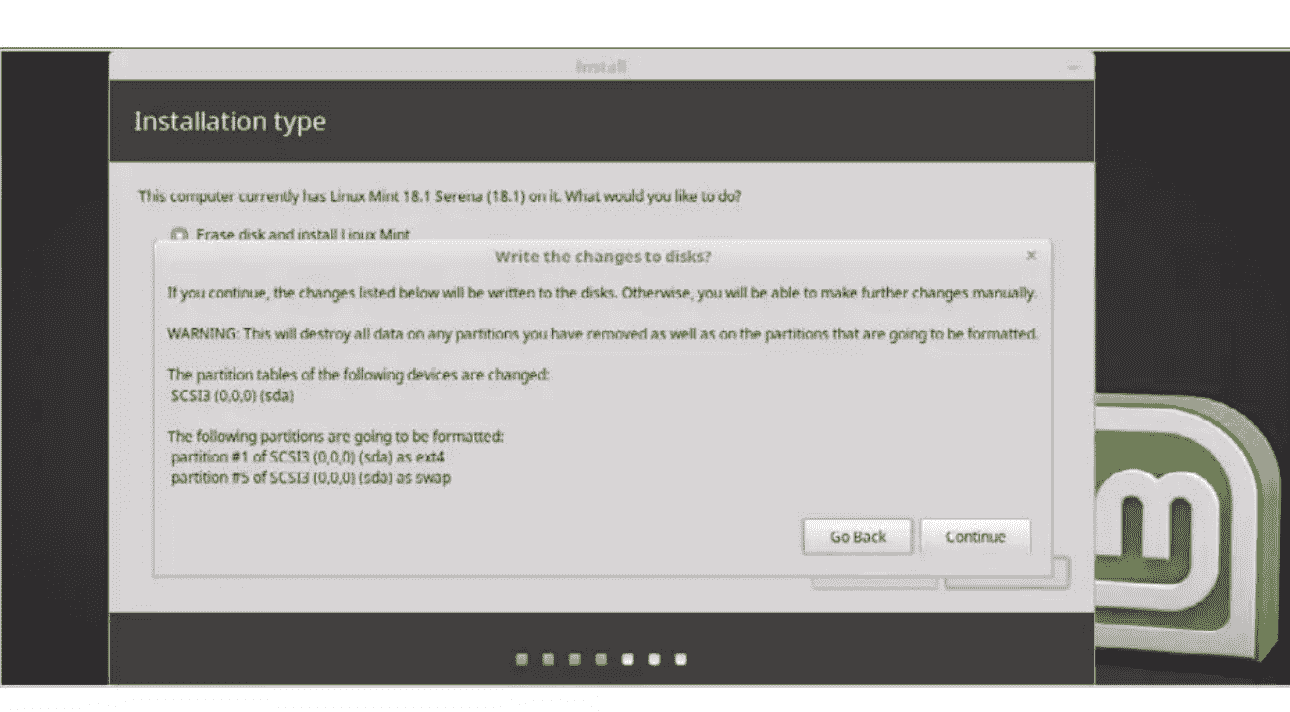 Install
Installation type
This computer currently has Linux Mint 18.1 Serena (18.1) on it. What would you like to do?
Erase disk and install Linux Mint
Write the changes to disks?
If you continue, the changes listed below will be written to the disks. Otherwise, you will be able to make further changes manually.
WARNING: This will destroy all data on any partitions you have removed as well as on the partitions that are going to be formatted.
The partition tables of the following devices are changed:
SCSI3 (0,0,0) (sda)
The following partitions are going to be formatted:
partition #1 of SCSI3 (0,0,0) (sda) as ext4
partition #5 of SCSI3 (0,0,0) (sda) as swap
Go Back
Continue